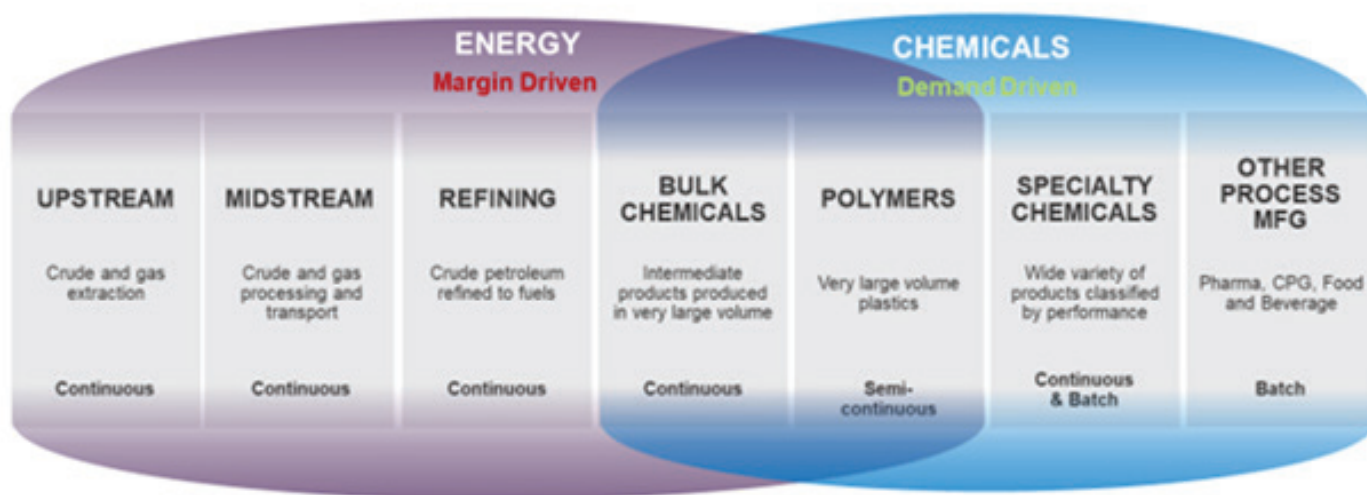 ENERGY
Margin Driven
CHEMICALS
Demand Driven
UPSTREAM
Crude and gas
extraction
Continuous
MIDSTREAM
Crude and gas
processing and
transport
Continuous
REFINING
Crude petroleum
refined to fuels
Continuous
BULK
CHEMICALS
Intermediate
products produced
in very large volume
Continuous
POLYMERS
Very large volume
plastics
Semi-
continuous
SPECIALTY
CHEMICALS
Wide variety of
products classified
by performance
Continuous
& Batch
OTHER
PROCESS
MFG
Pharma, CPG, Food
and Beverage
Batch